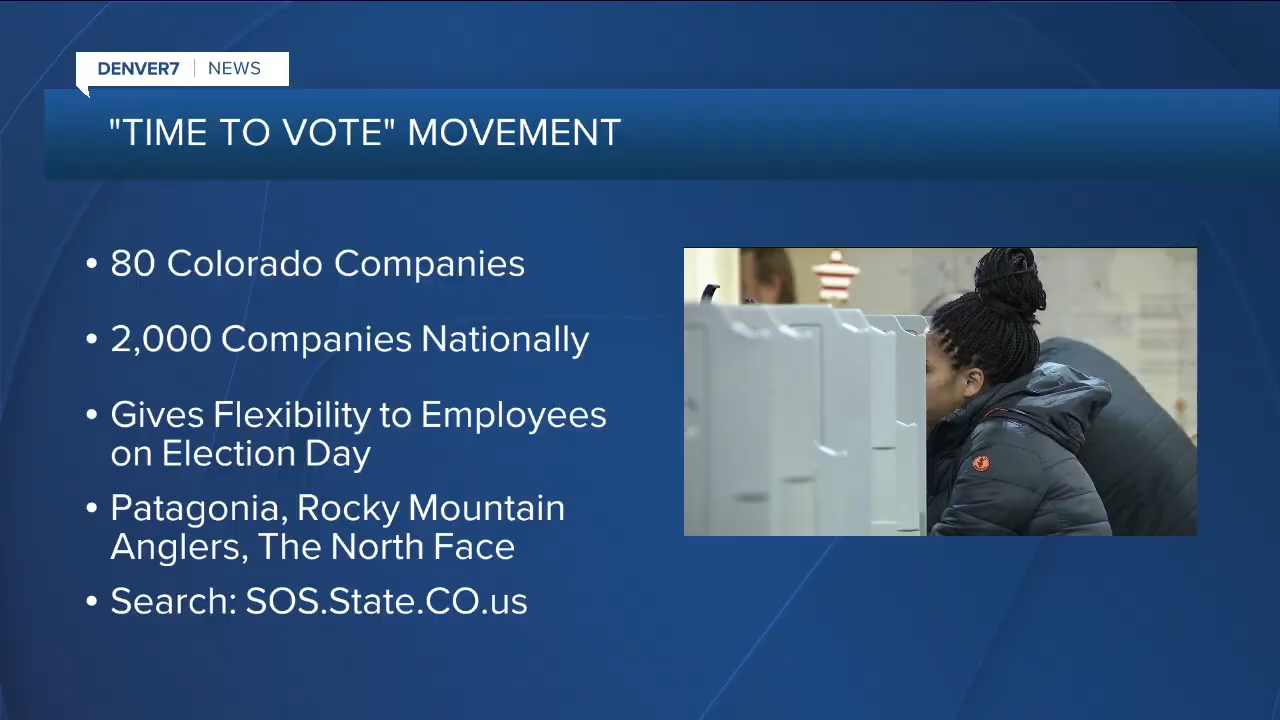 DENVER7 | NEWS
"TIME TO VOTE" MOVEMENT
• 80 Colorado Companies
• 2,000 Companies Nationally
• Gives Flexibility to Employees
on Election Day
• Patagonia, Rocky Mountain
Anglers, The North Face
• Search: SOS.State.CO.us